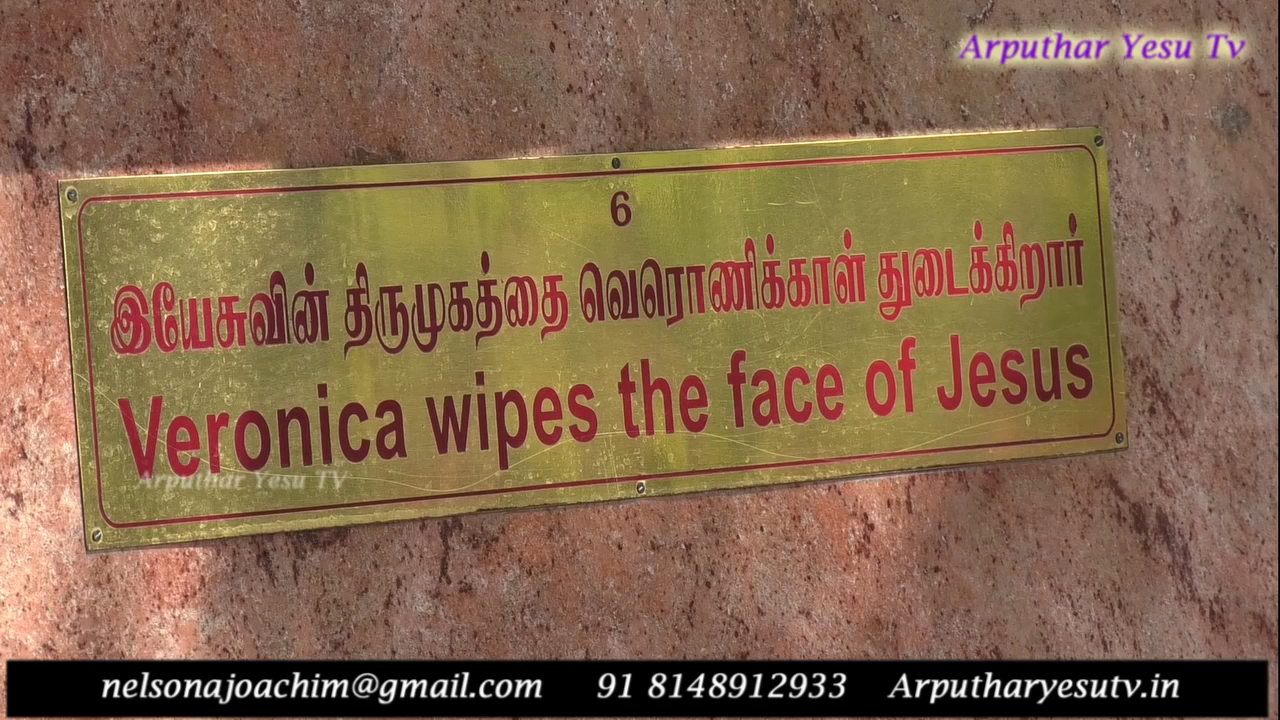 Arputhar Yesu Tv
6
இயேசுவின் திருமுகத்தை வெரொணிக்காள் துடைக்கிறார்
Veronica wipes the face of Jesus
Arputhar Yesu TV
nelsonajoachim@gmail.com 91 8148912933 Arputharyesutv.in